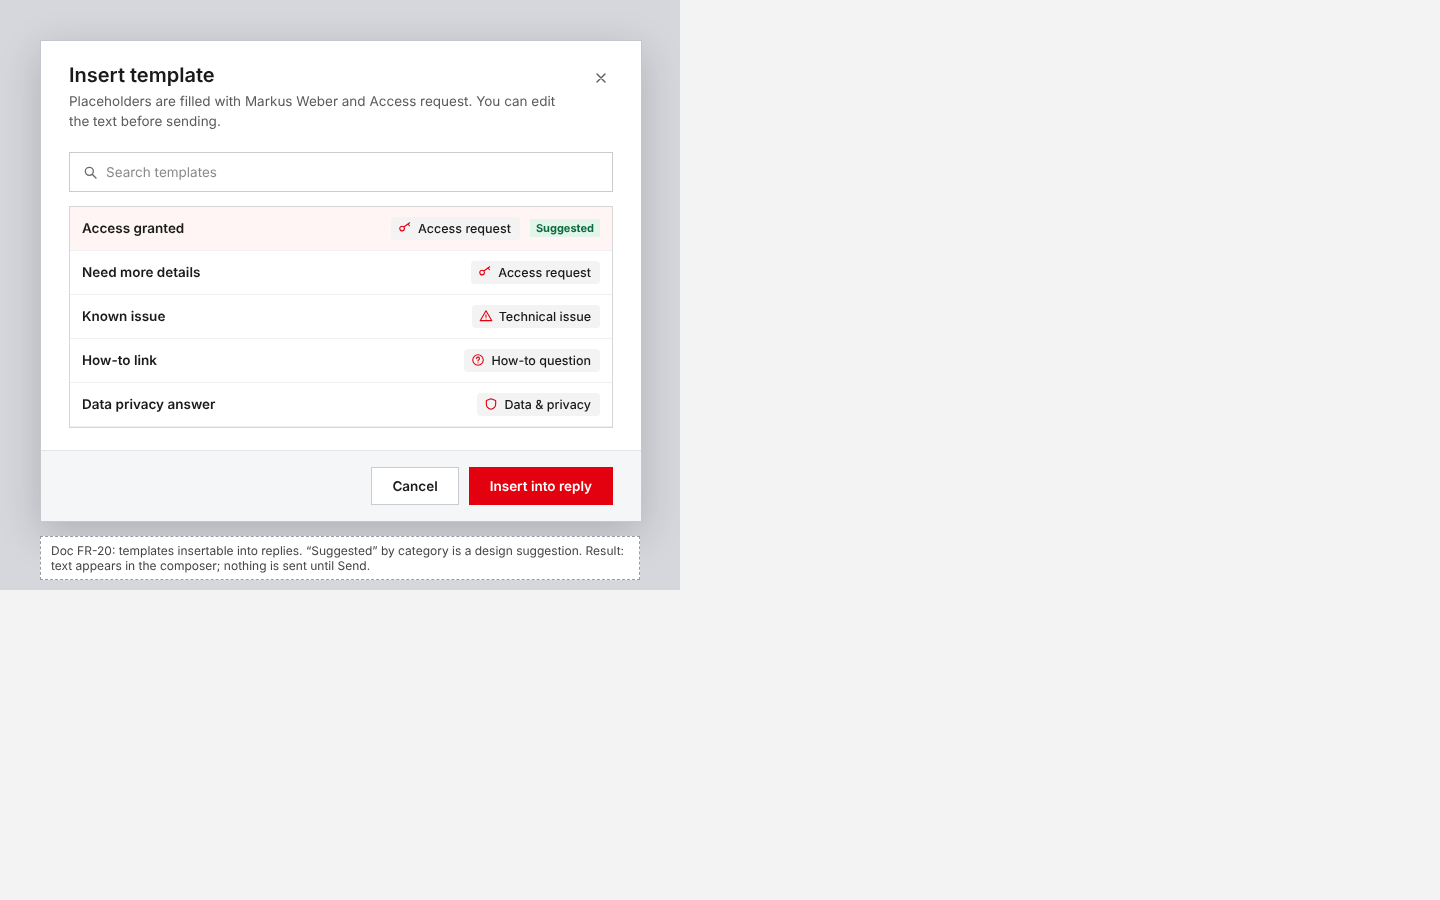 Insert template
Placeholders are filled with Markus Weber and Access request. You can edit
the text before sending.
Search templates
Access granted Access request Suggested
Need more details Access request
Known issue Technical issue
How-to link How-to question
Data privacy answer Data & privacy
Cancel Insert into reply
Doc FR-20: templates insertable into replies. “Suggested” by category is a design suggestion. Result:
text appears in the composer; nothing is sent until Send.